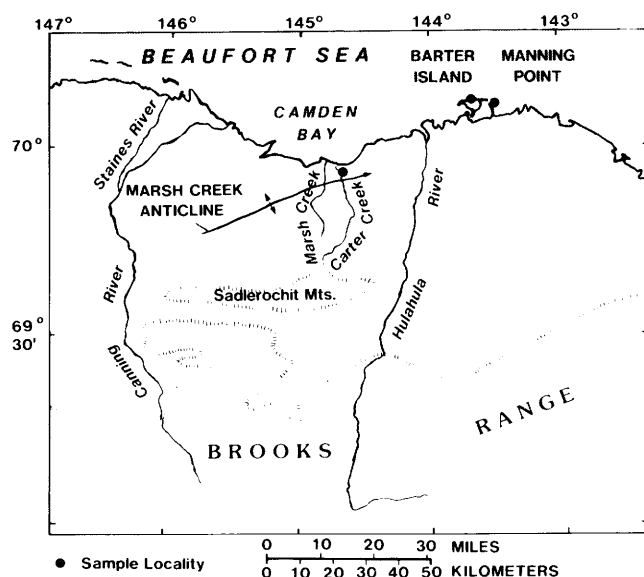 147° 146° 145° 144° 143°
BEAUFORT SEA
BARTER ISLAND
MANNING POINT
CAMDEN BAY
70°
Staines River
MARSH CREEK ANTICLINE
Marsh Creek
Carter Creek
River
Hulahula
Sadlerochit Mts.
69° 30'
River
Canning
BROOKS
RANGE
● Sample Locality
0 10 20 30 MILES
0 10 20 30 40 50 KILOMETERS